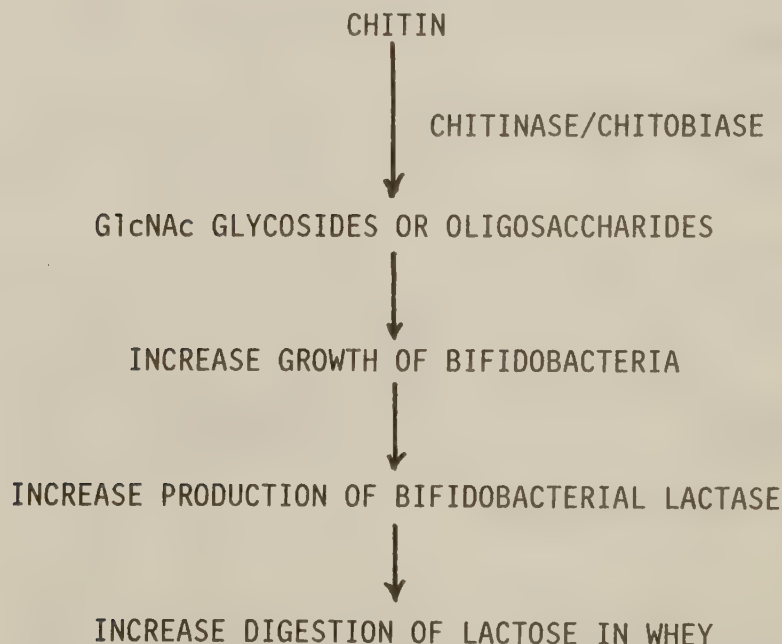 CHITIN
CHITINASE/CHITOBIASE
GlcNAc GLYCOSIDES OR OLIGOSACCHARIDES
INCREASE GROWTH OF BIFIDOBACTERIA
INCREASE PRODUCTION OF BIFIDOBACTERIAL LACTASE
INCREASE DIGESTION OF LACTOSE IN WHEY